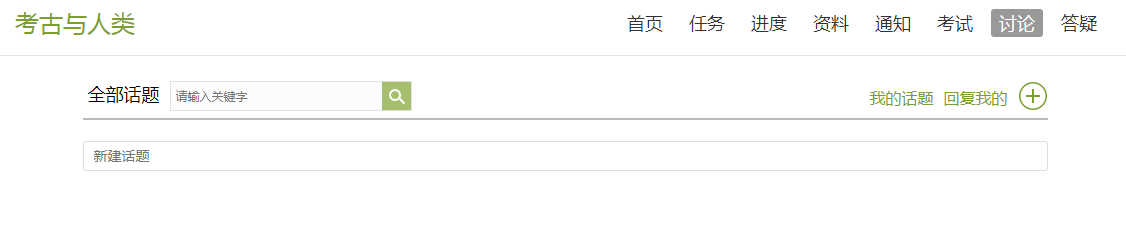 考古与人类 首页 任务 进度 资料 通知 考试 讨论 答疑
全部话题 请输入关键字 我的话题 回复我的
新建话题